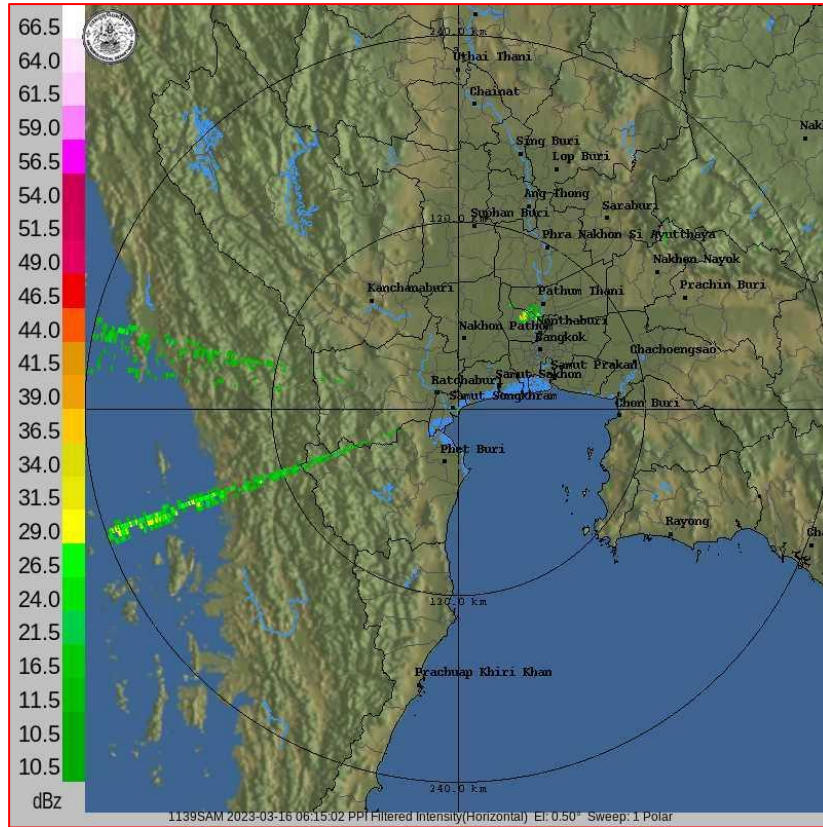 66.5
64.0
61.5
59.0
56.5
54.0
51.5
49.0
46.5
44.0
41.5
39.0
36.5
34.0
31.5
29.0
26.5
24.0
21.5
16.5
11.5
10.5
10.5
dBz
240.0 km
Uthai Thani
Chainat
Sing Buri
Lop Buri
Ang Thong
Suphan Buri
Saraburi
120.0 km
Phra Nakhon Si Ayutthaya
Nakhon Nayok
Kanchanaburi
Pathum Thani
Prachin Buri
Nonthaburi
Nakhon Pathom
Bangkok
Chachoengsao
Samut Prakan
Samut Sakhon
Ratchaburi
Samut Songkhram
Chon Buri
Phet Buri
Rayong
120.0 km
Prachuap Khiri Khan
240.0 km
1139SAM 2023-03-16 06:15:02 PPI Filtered Intensity(Horizontal) El: 0.50° Sweep: 1 Polar